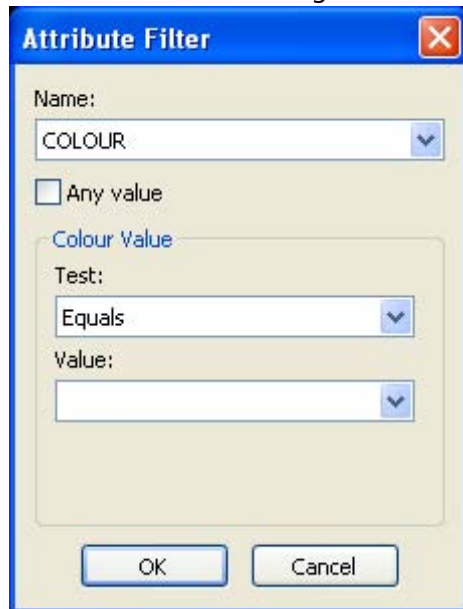 Attribute Filter
Name:
COLOUR
Any value
Colour Value
Test:
Equals
Value:
OK Cancel